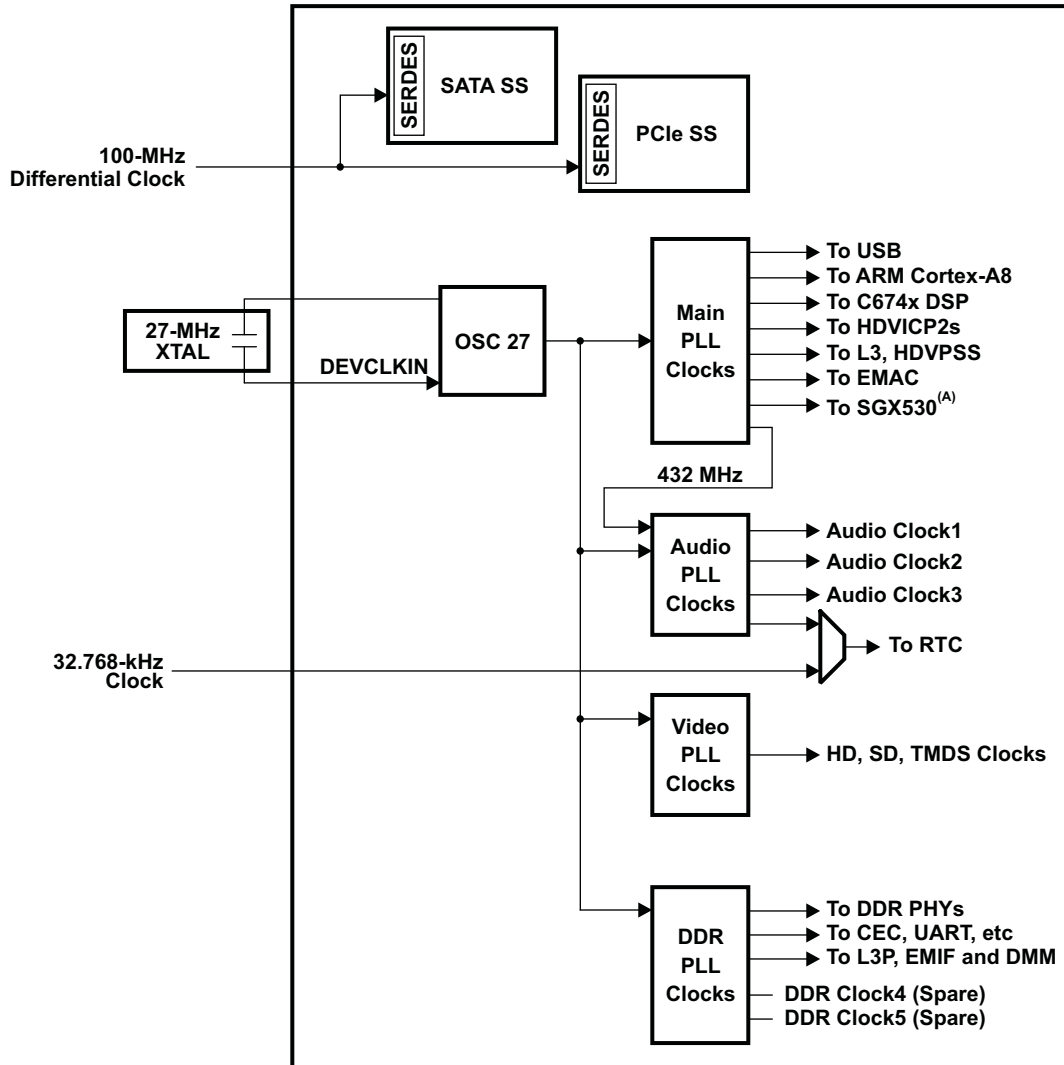 SERDES
SATA SS
SERDES
PCIe SS
100-MHz
Differential Clock
To USB
To ARM Cortex-A8
To C674x DSP
To HDVICP2s
To L3, HDVPSS
To EMAC
To SGX530(A)
Main
PLL
Clocks
27-MHz
XTAL
OSC 27
DEVCLKIN
432 MHz
Audio
PLL
Clocks
Audio Clock1
Audio Clock2
Audio Clock3
To RTC
32.768-kHz
Clock
Video
PLL
Clocks
HD, SD, TMDS Clocks
DDR
PLL
Clocks
To DDR PHYs
To CEC, UART, etc
To L3P, EMIF and DMM
DDR Clock4 (Spare)
DDR Clock5 (Spare)